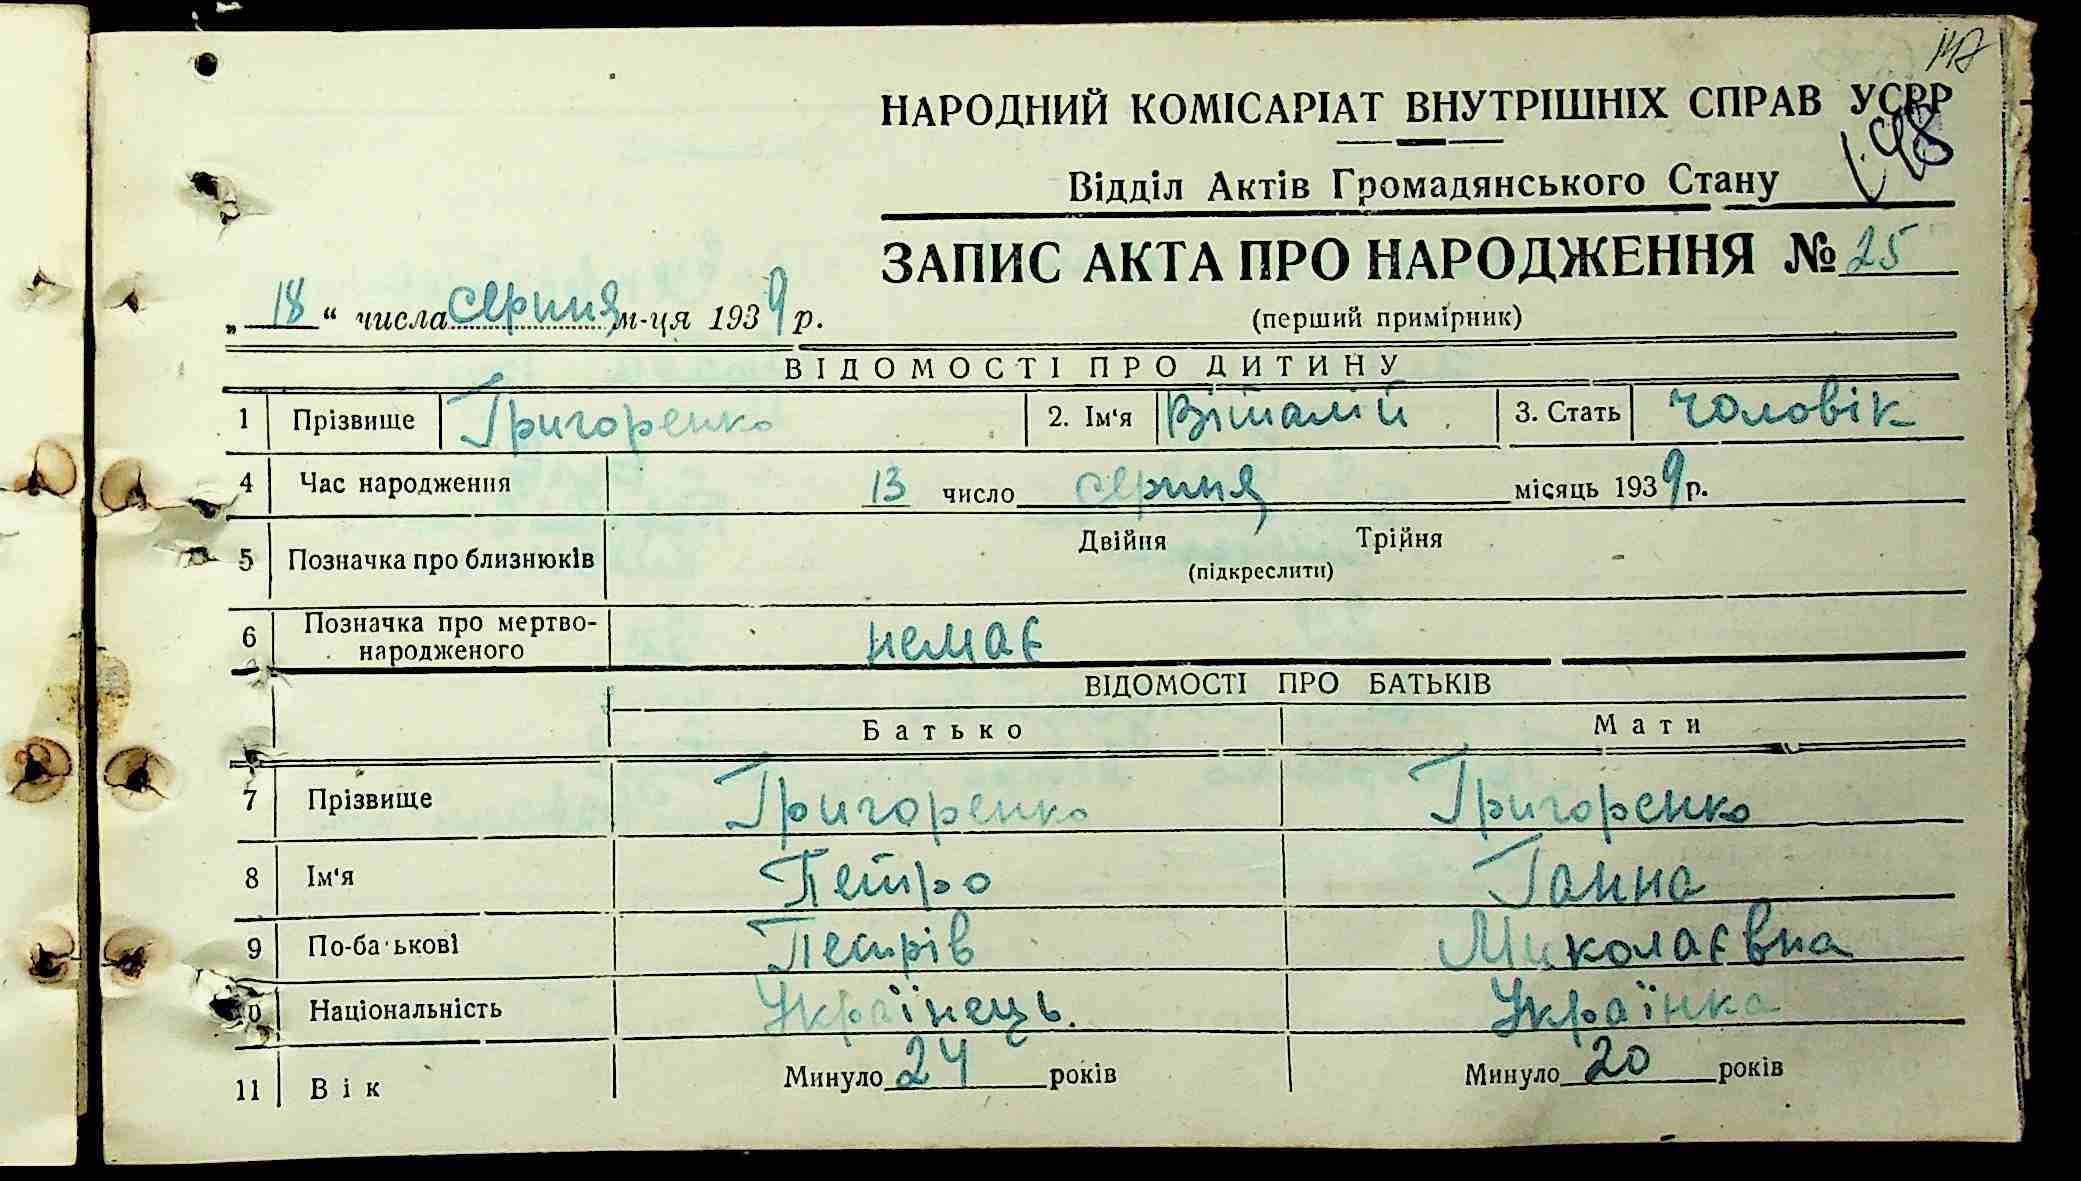 НАРОДНИЙ КОМІСАРІАТ ВНУТРІШНІХ СПРАВ УСРР
148
Відділ Актів Громадянського Стану
ЗАПИС АКТА ПРО НАРОДЖЕННЯ № 25
„ 18 “ числа серпня м-ця 1939 р.
(перший примірник)
ВІДОМОСТІ ПРО ДИТИНУ
1 Прізвище Григоренко 2. Ім'я Віталій 3. Стать чоловік
4 Час народження 13 число серпня місяць 1939 р.
5 Позначка про близнюків Двійня Трійня
(підкреслити)
6 Позначка про мертво-
народженого немає
ВІДОМОСТІ ПРО БАТЬКІВ
Батько Мати
7 Прізвище Григоренко Григоренко
8 Ім'я Петро Ганна
9 По-батькові Петрів Миколаєвна
10 Національність Українець Українка
11 Вік Минуло 24 років Минуло 20 років